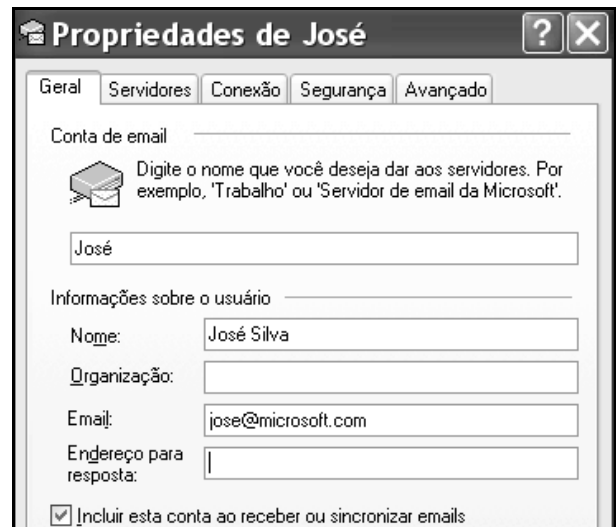 Propriedades de José
Geral Servidores Conexão Segurança Avançado
Conta de email
Digite o nome que você deseja dar aos servidores. Por
exemplo, 'Trabalho' ou 'Servidor de email da Microsoft'.
José
Informações sobre o usuário
Nome: José Silva
Organização:
Email: jose@microsoft.com
Endereço para
resposta:
Incluir esta conta ao receber ou sincronizar emails